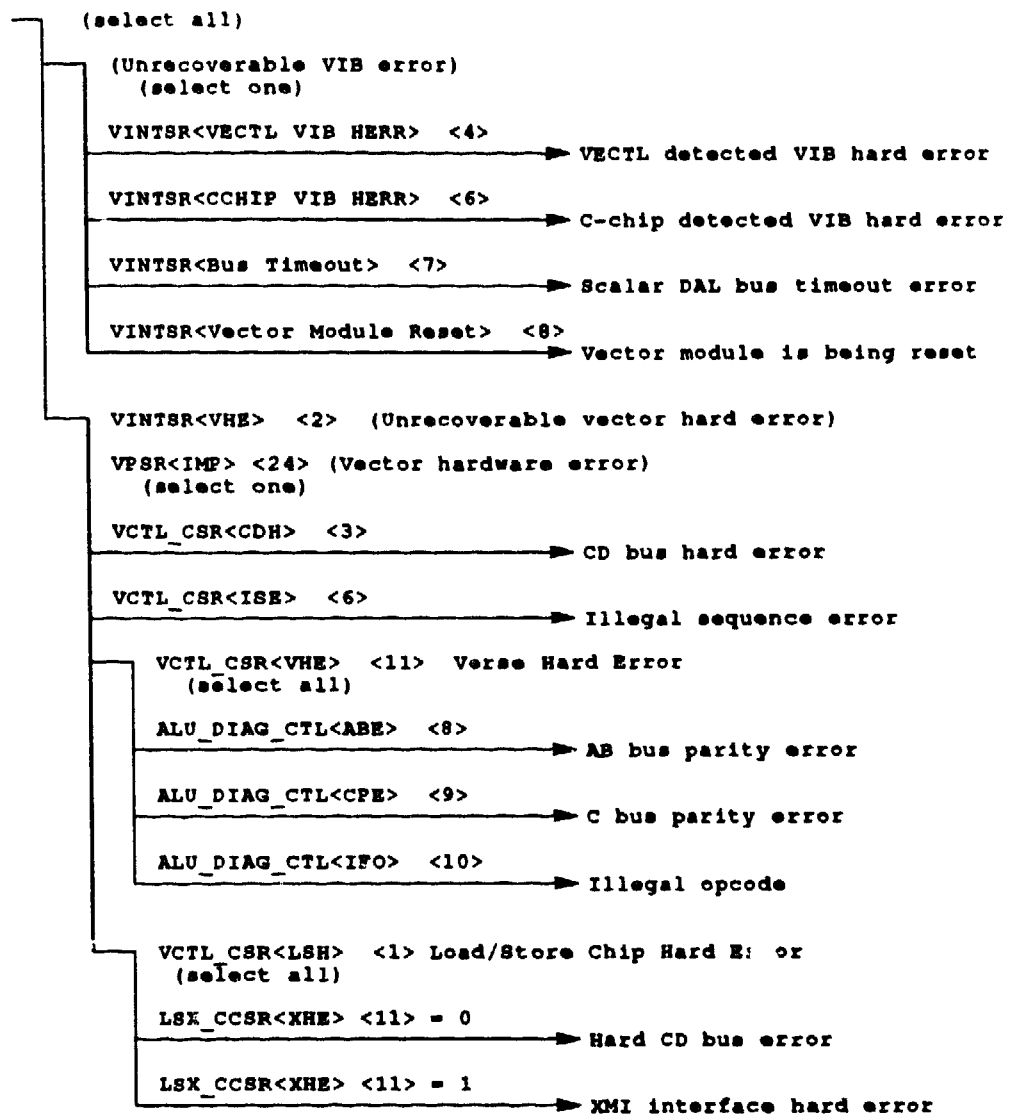 (select all)
(Unrecoverable VIB error)
(select one)
VINTSR<VECTL VIB HERR> <4>
VECTL detected VIB hard error
VINTSR<CCHIP VIB HERR> <6>
C-chip detected VIB hard error
VINTSR<Bus Timeout> <7>
Scalar DAL bus timeout error
VINTSR<Vector Module Reset> <8>
Vector module is being reset
VINTSR<VHE> <2> (Unrecoverable vector hard error)
VPSR<IMP> <24> (Vector hardware error)
(select one)
VCTL_CSR<CDH> <3>
CD bus hard error
VCTL_CSR<ISE> <6>
Illegal sequence error
VCTL_CSR<VHE> <11> Verse Hard Error
(select all)
ALU_DIAG_CTL<ABE> <8>
AB bus parity error
ALU_DIAG_CTL<CPE> <9>
C bus parity error
ALU_DIAG_CTL<IFO> <10>
Illegal opcode
VCTL_CSR<LSH> <1> Load/Store Chip Hard
(select all)
LSX_CCSR<XHE> <11> = 0
Hard CD bus error
LSX_CCSR<XHE> <11> = 1
XMI interface hard error